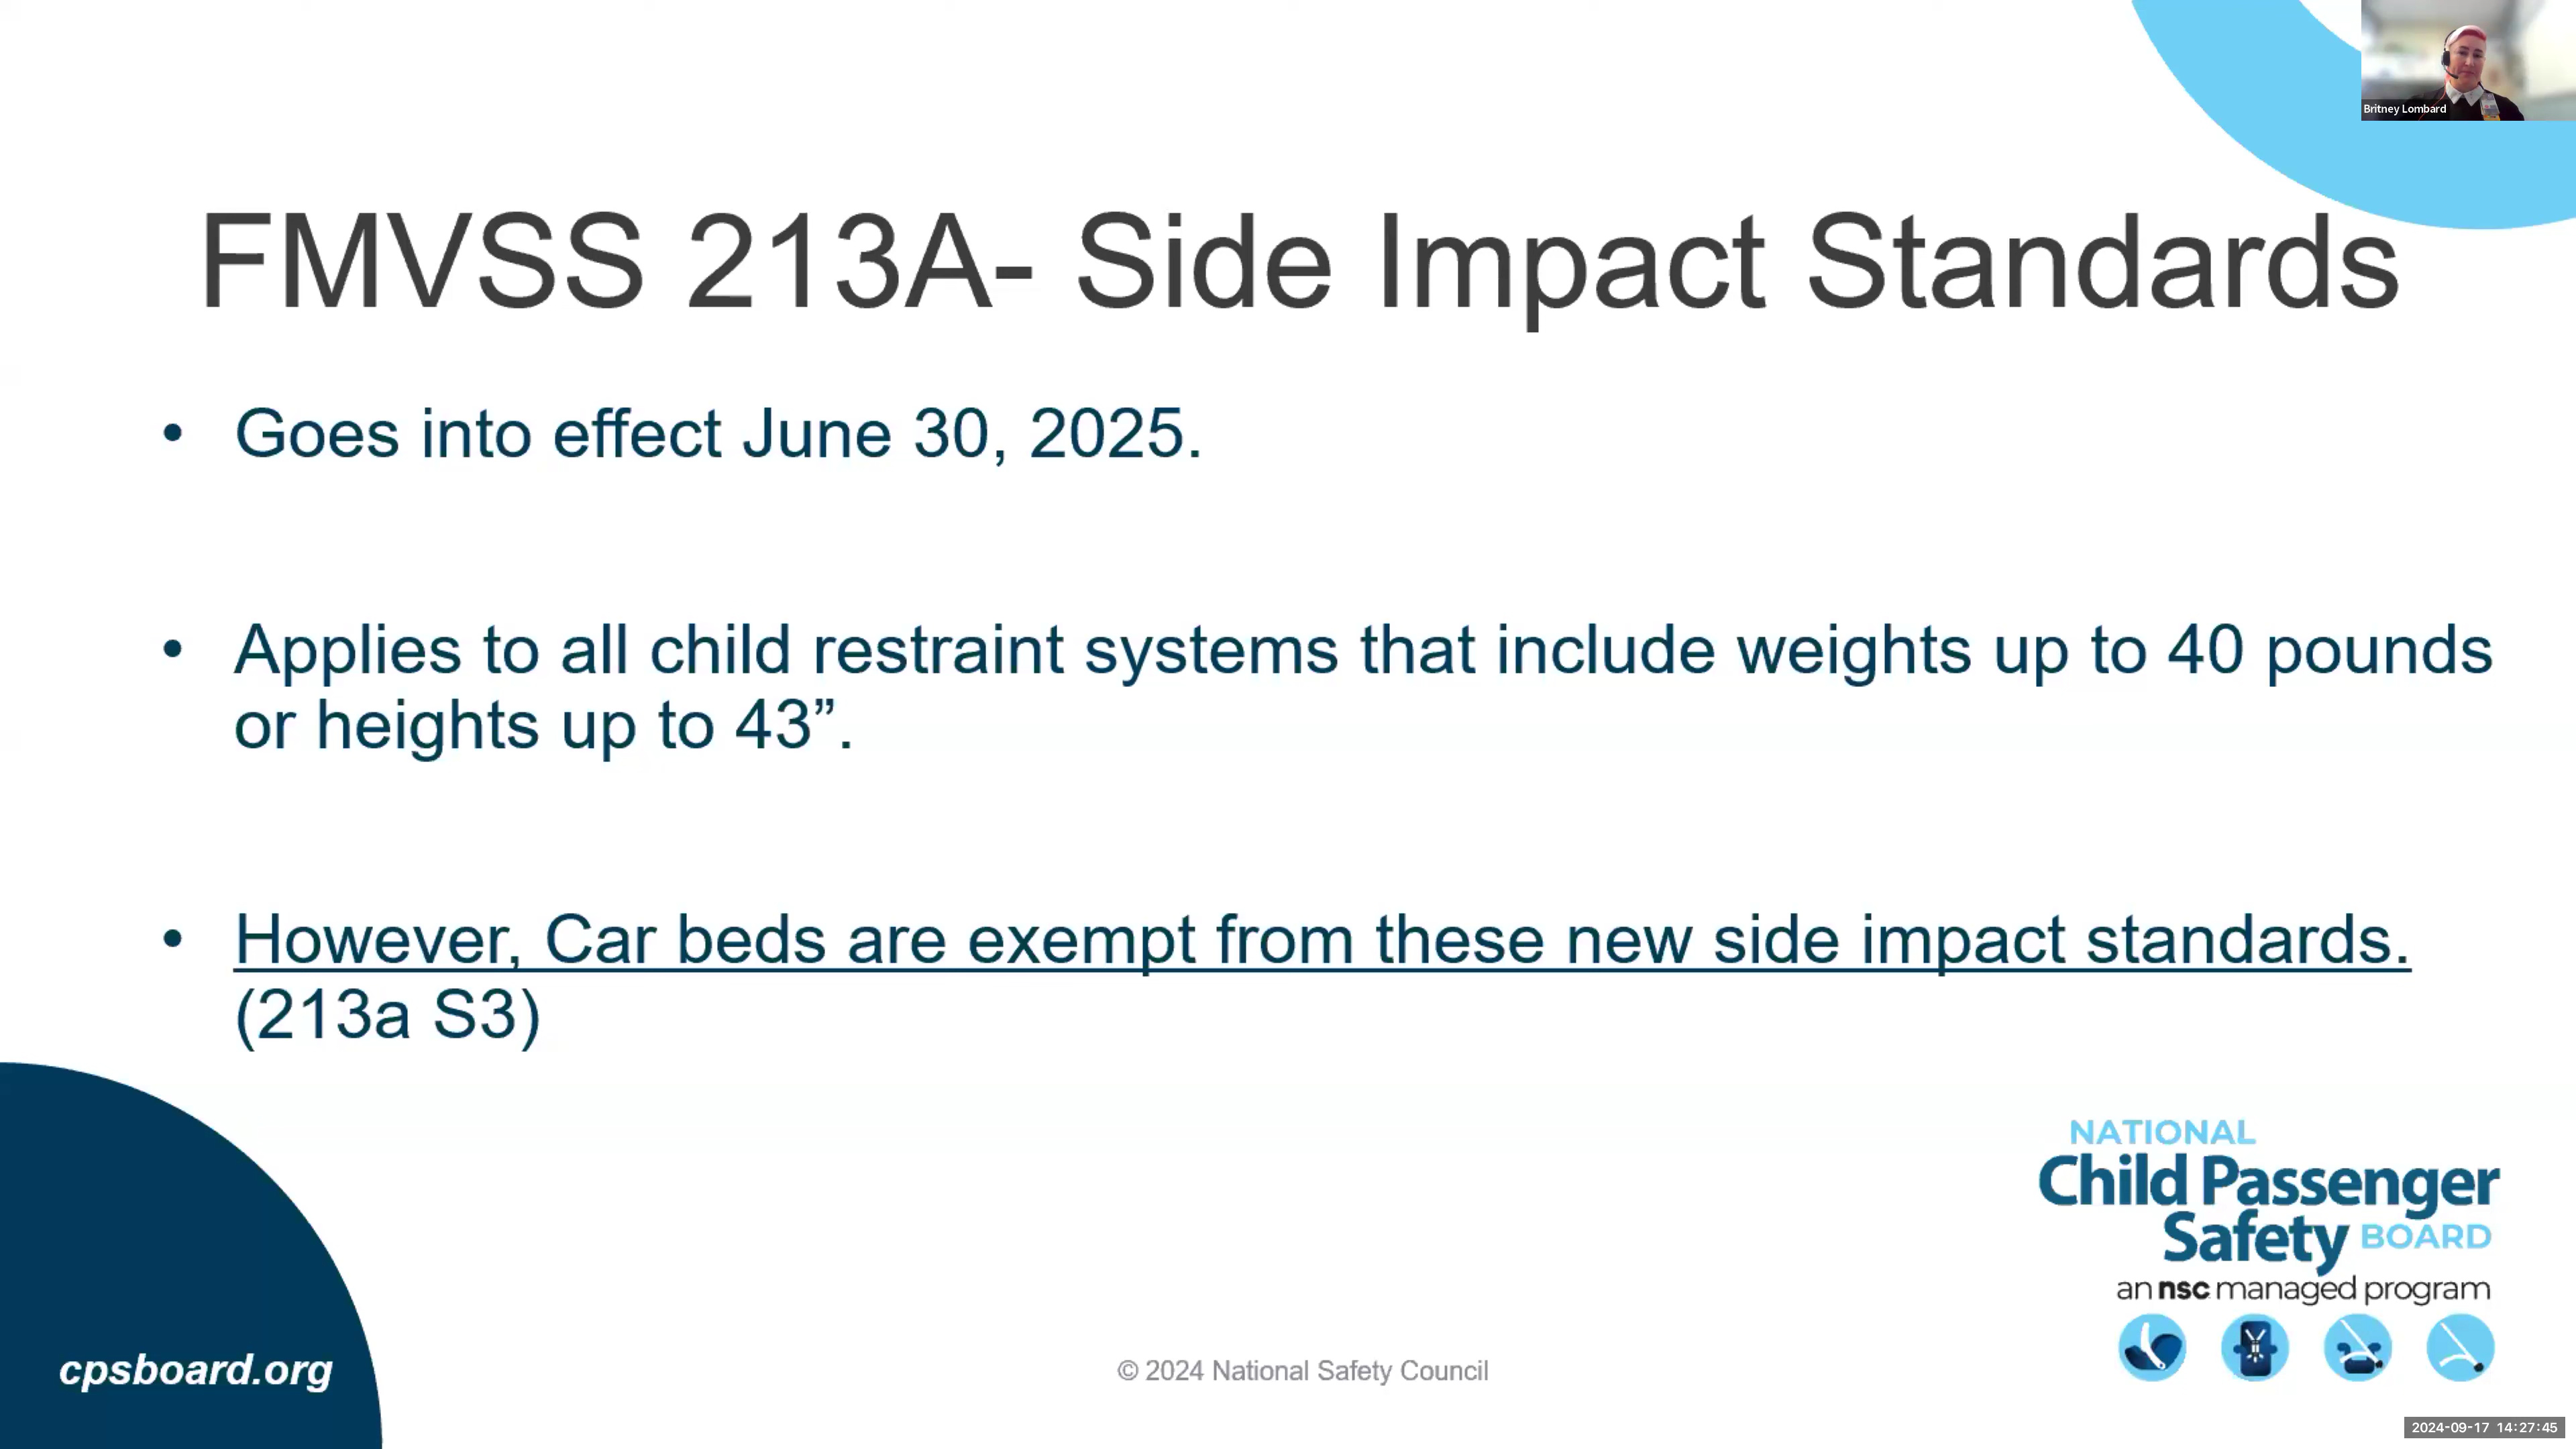 Britney Lombard
FMVSS 213A- Side Impact Standards
• Goes into effect June 30, 2025.
• Applies to all child restraint systems that include weights up to 40 pounds
or heights up to 43”.
• However, Car beds are exempt from these new side impact standards.
(213a S3)
NATIONAL
Child Passenger
Safety BOARD
an nsc managed program
cpsboard.org
© 2024 National Safety Council
2024-09-17 14:27:45